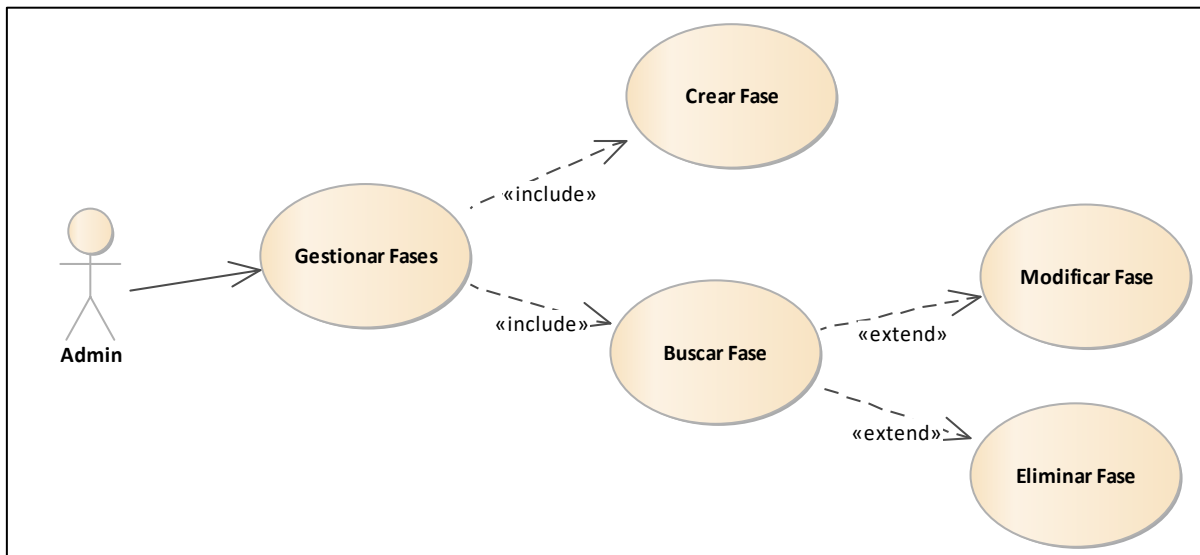 Crear Fase
«include»
Gestionar Fases
Admin
«include»
Buscar Fase
«extend»
Modificar Fase
«extend»
Eliminar Fase